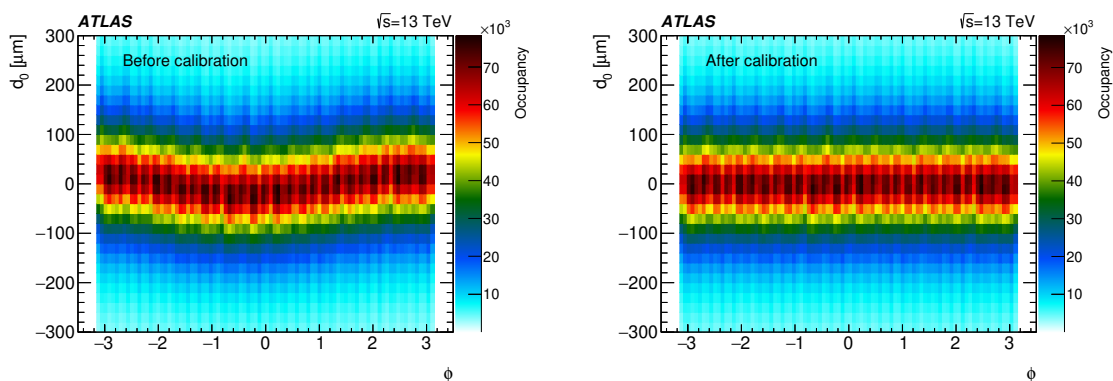 ATLAS √s=13 TeV
×10³
d₀ [μm]
Before calibration
Occupancy
300
200
100
0
−100
−200
−300
−3 −2 −1 0 1 2 3
ϕ
70
60
50
40
30
20
10
ATLAS √s=13 TeV
×10³
d₀ [μm]
After calibration
Occupancy
300
200
100
0
−100
−200
−300
−3 −2 −1 0 1 2 3
ϕ
70
60
50
40
30
20
10